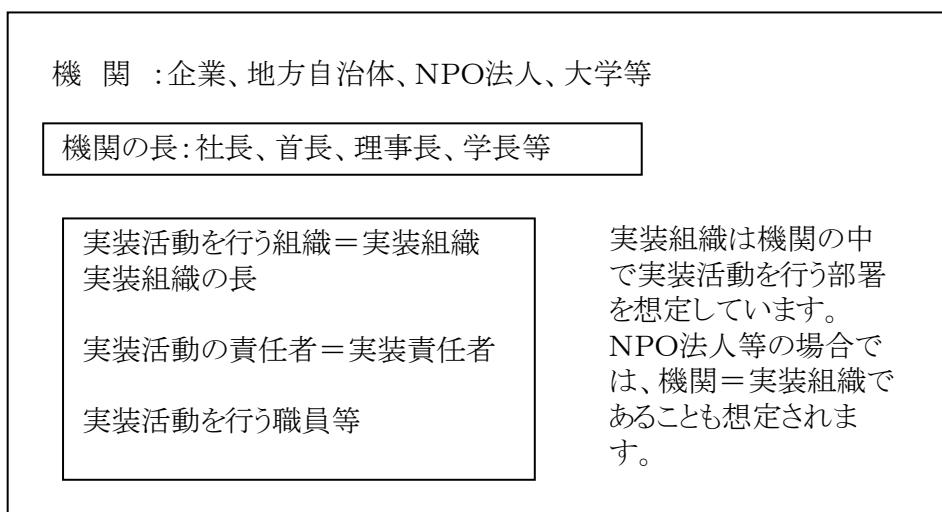 機 関 :企業、地方自治体、NPO法人、大学等
機関の長:社長、首長、理事長、学長等
実装活動を行う組織=実装組織
実装組織の長
実装活動の責任者=実装責任者
実装活動を行う職員等
実装組織は機関の中
で実装活動を行う部署
を想定しています。
NPO法人等の場合で
は、機関=実装組織で
あることも想定されま
す。